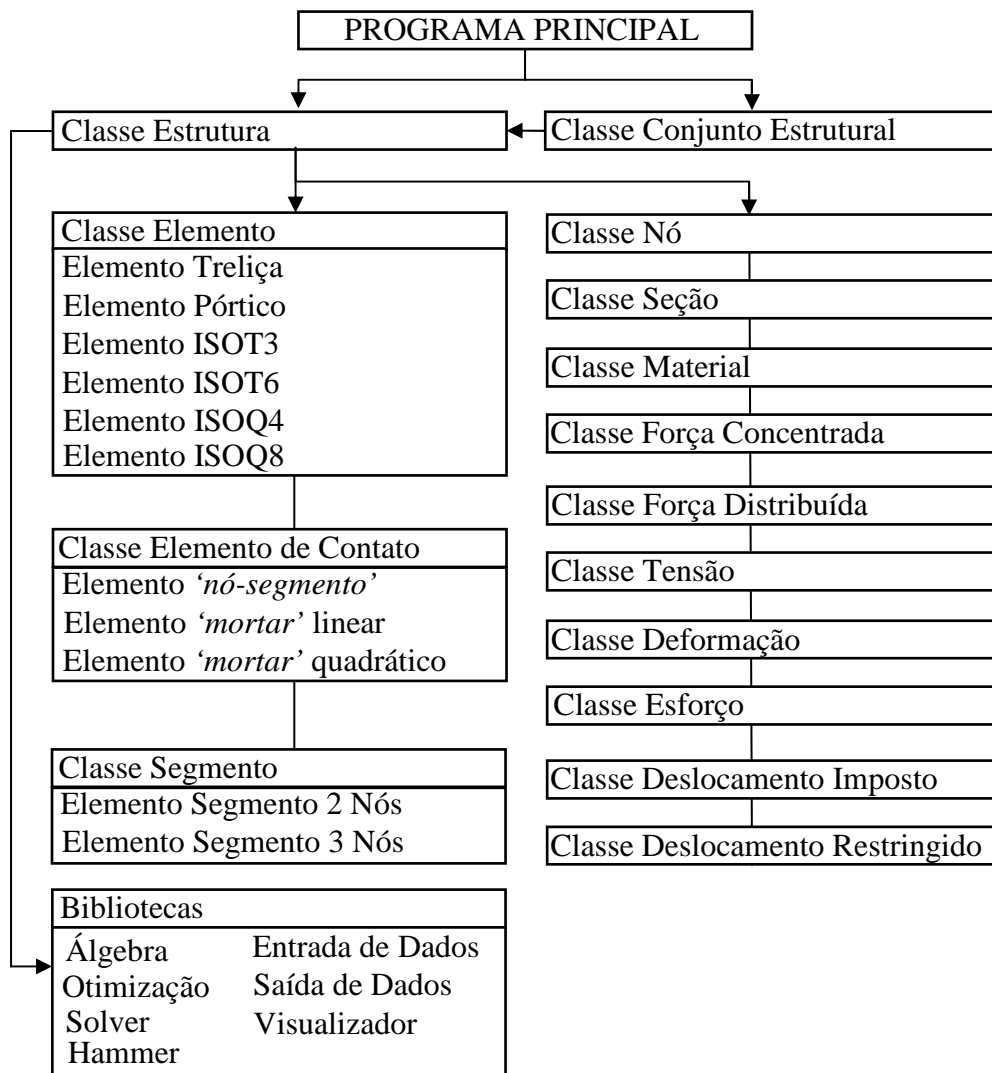 PROGRAMA PRINCIPAL
Classe Estrutura
Classe Conjunto Estrutural
Classe Elemento
Elemento Treliça
Elemento Pórtico
Elemento ISOT3
Elemento ISOT6
Elemento ISOQ4
Elemento ISOQ8
Classe Elemento de Contato
Elemento ‘nó-segmento’
Elemento ‘mortar’ linear
Elemento ‘mortar’ quadrático
Classe Segmento
Elemento Segmento 2 Nós
Elemento Segmento 3 Nós
Classe Nó
Classe Seção
Classe Material
Classe Força Concentrada
Classe Força Distribuída
Classe Tensão
Classe Deformação
Classe Esforço
Classe Deslocamento Imposto
Classe Deslocamento Restringido
Bibliotecas
Álgebra
Otimização
Solver
Hammer
Entrada de Dados
Saída de Dados
Visualizador